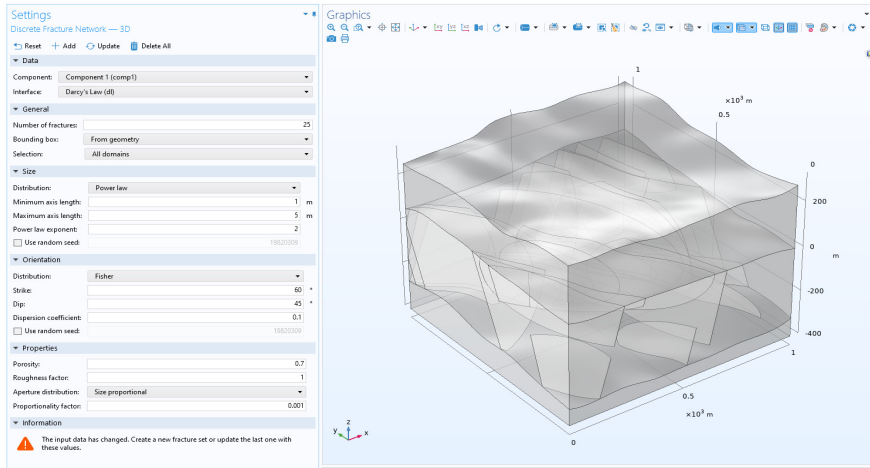 Settings
Discrete Fracture Network — 3D
Reset Add Update Delete All
Data
Component: Component 1 (comp1)
Interface: Darcy's Law (dl)
General
Number of fractures: 25
Bounding box: From geometry
Selection: All domains
Size
Distribution: Power law
Minimum axis length: 1 m
Maximum axis length: 5 m
Power law exponent: 2
Use random seed: 19820309
Orientation
Distribution: Fisher
Strike: 60 °
Dip: 45 °
Dispersion coefficient: 0.1
Use random seed: 19820309
Properties
Porosity: 0.7
Roughness factor: 1
Aperture distribution: Size proportional
Proportionality factor: 0.001
Information
The input data has changed. Create a new fracture set or update the last one with
these values.
Graphics
xy yz xz
1
×10³ m
0.5
0
200
0
m
-200
-400
1
0.5
×10³ m
0
z
y
x